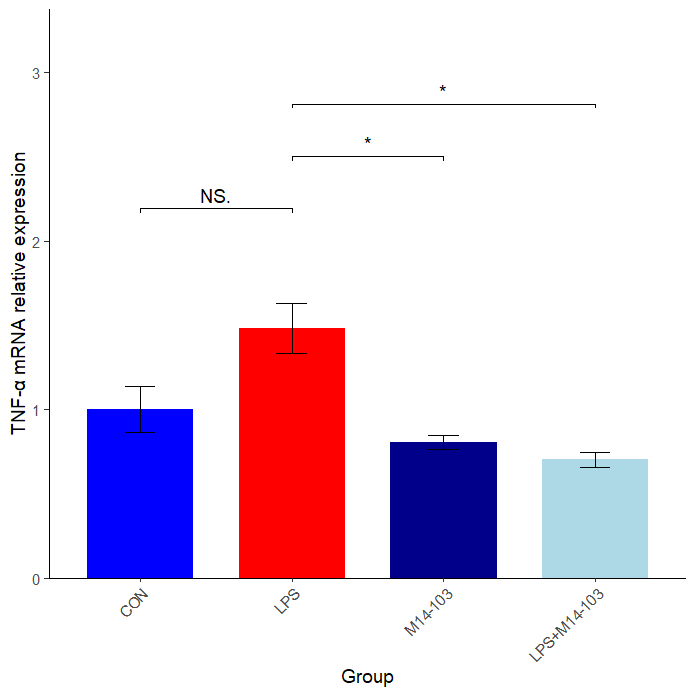 *
*
NS.
3
2
1
0
TNF-α mRNA relative expression
CON
LPS
M14-103
LPS+M14-103
Group